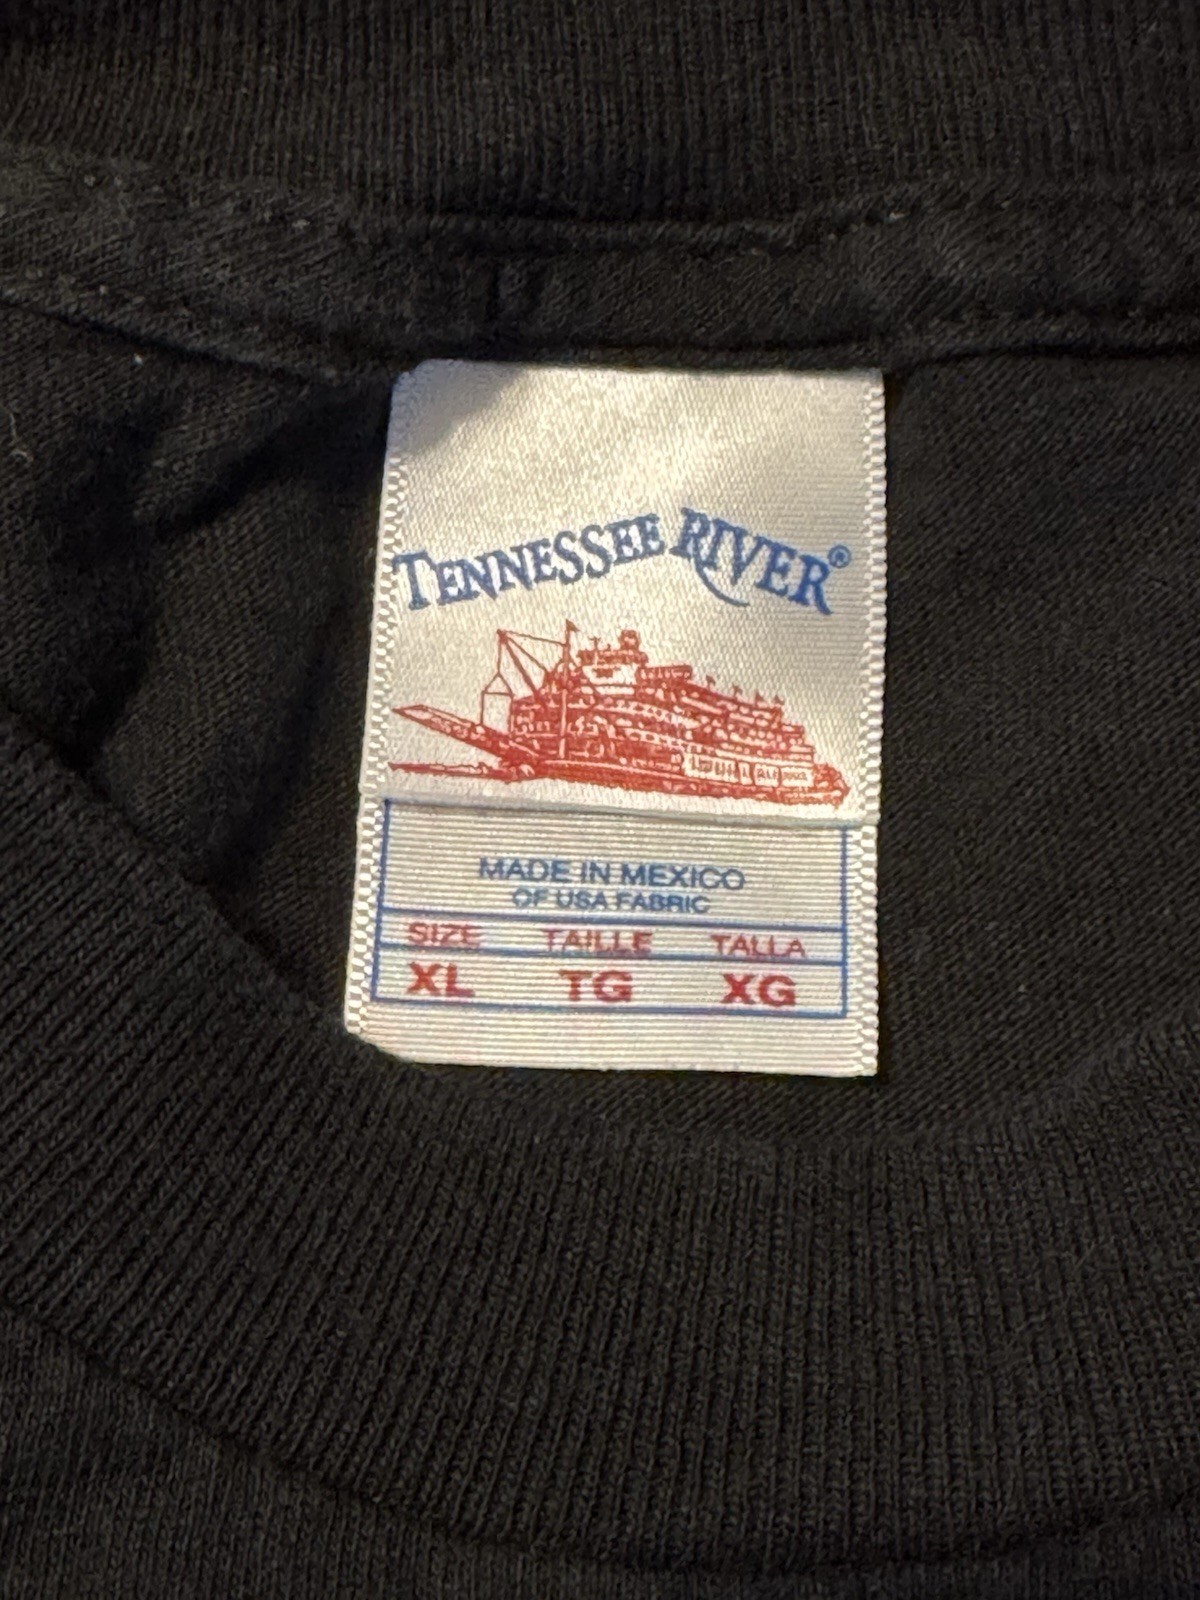 TENNESSEE RIVER®
MADE IN MEXICO
OF USA FABRIC
SIZE TAILLE TALLA
XL TG XG